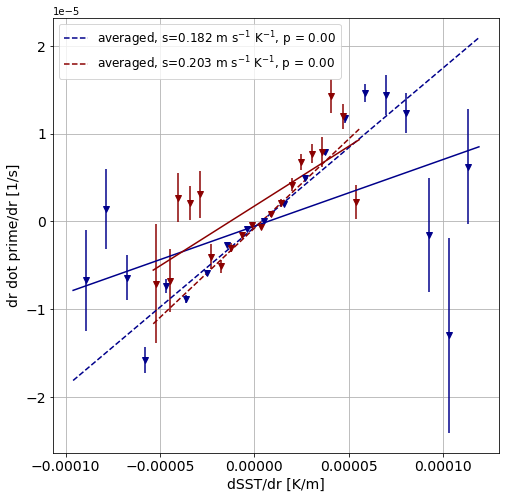 1e−5
averaged, s=0.182 m s⁻¹ K⁻¹, p = 0.00
averaged, s=0.203 m s⁻¹ K⁻¹, p = 0.00
2
1
0
−1
−2
dr dot prime/dr [1/s]
−0.00010 −0.00005 0.00000 0.00005 0.00010
dSST/dr [K/m]